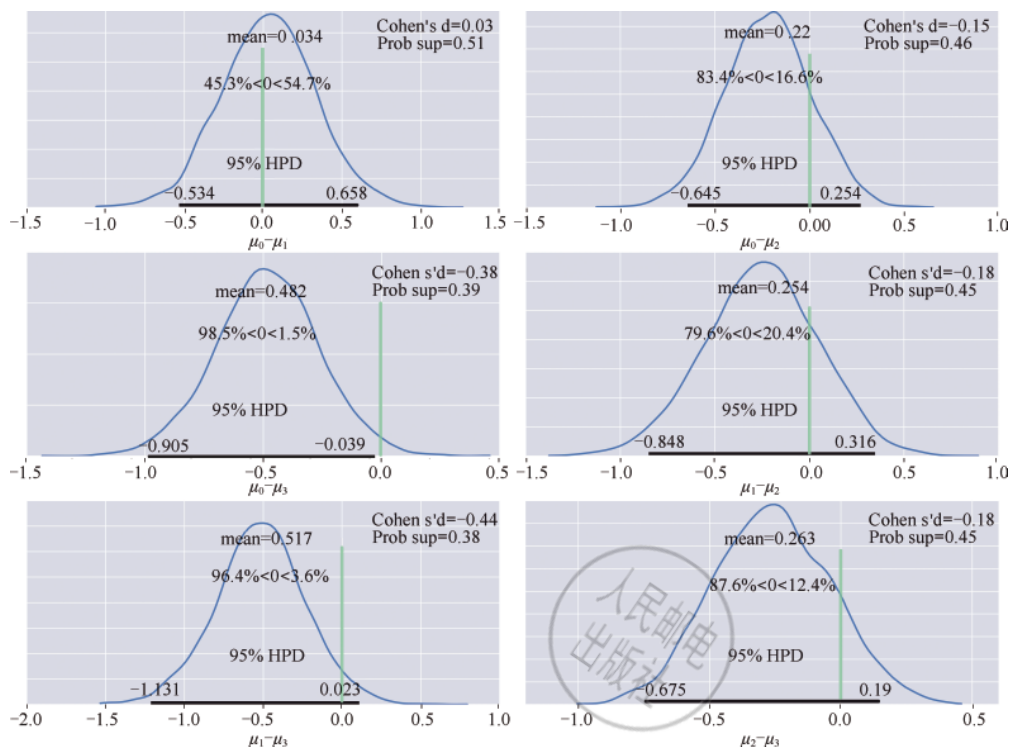 Cohen's d=0.03
Prob sup=0.51
mean=0.034
45.3%<0<54.7%
95% HPD
−0.534 0.658
−1.5 −1.0 −0.5 0.0 0.5 1.0 1.5
μ0−μ1
Cohen's d=−0.15
Prob sup=0.46
mean=0.22
83.4%<0<16.6%
95% HPD
−0.645 0.254
−1.5 −1.0 −0.5 0.00 0.5 1.0
μ0−μ2
Cohen s'd=−0.38
Prob sup=0.39
mean=0.482
98.5%<0<1.5%
95% HPD
−0.905 −0.039
−1.5 −1.0 −0.5 0.0 0.5
μ0−μ3
Cohen s'd=−0.18
Prob sup=0.45
mean=0.254
79.6%<0<20.4%
95% HPD
−0.848 0.316
−1.5 −1.0 −0.5 0.0 0.5 1.0
μ1−μ2
Cohen s'd=−0.44
Prob sup=0.38
mean=0.517
96.4%<0<3.6%
95% HPD
−1.131 0.023
−2.0 −1.5 −1.0 −0.5 0.0 0.5 1.0
μ1−μ3
Cohen s'd=−0.18
Prob sup=0.45
mean=0.263
87.6%<0<12.4%
95% HPD
−0.675 0.19
−1.0 −0.5 0.0 0.5
μ2−μ3
人民邮电
出版社